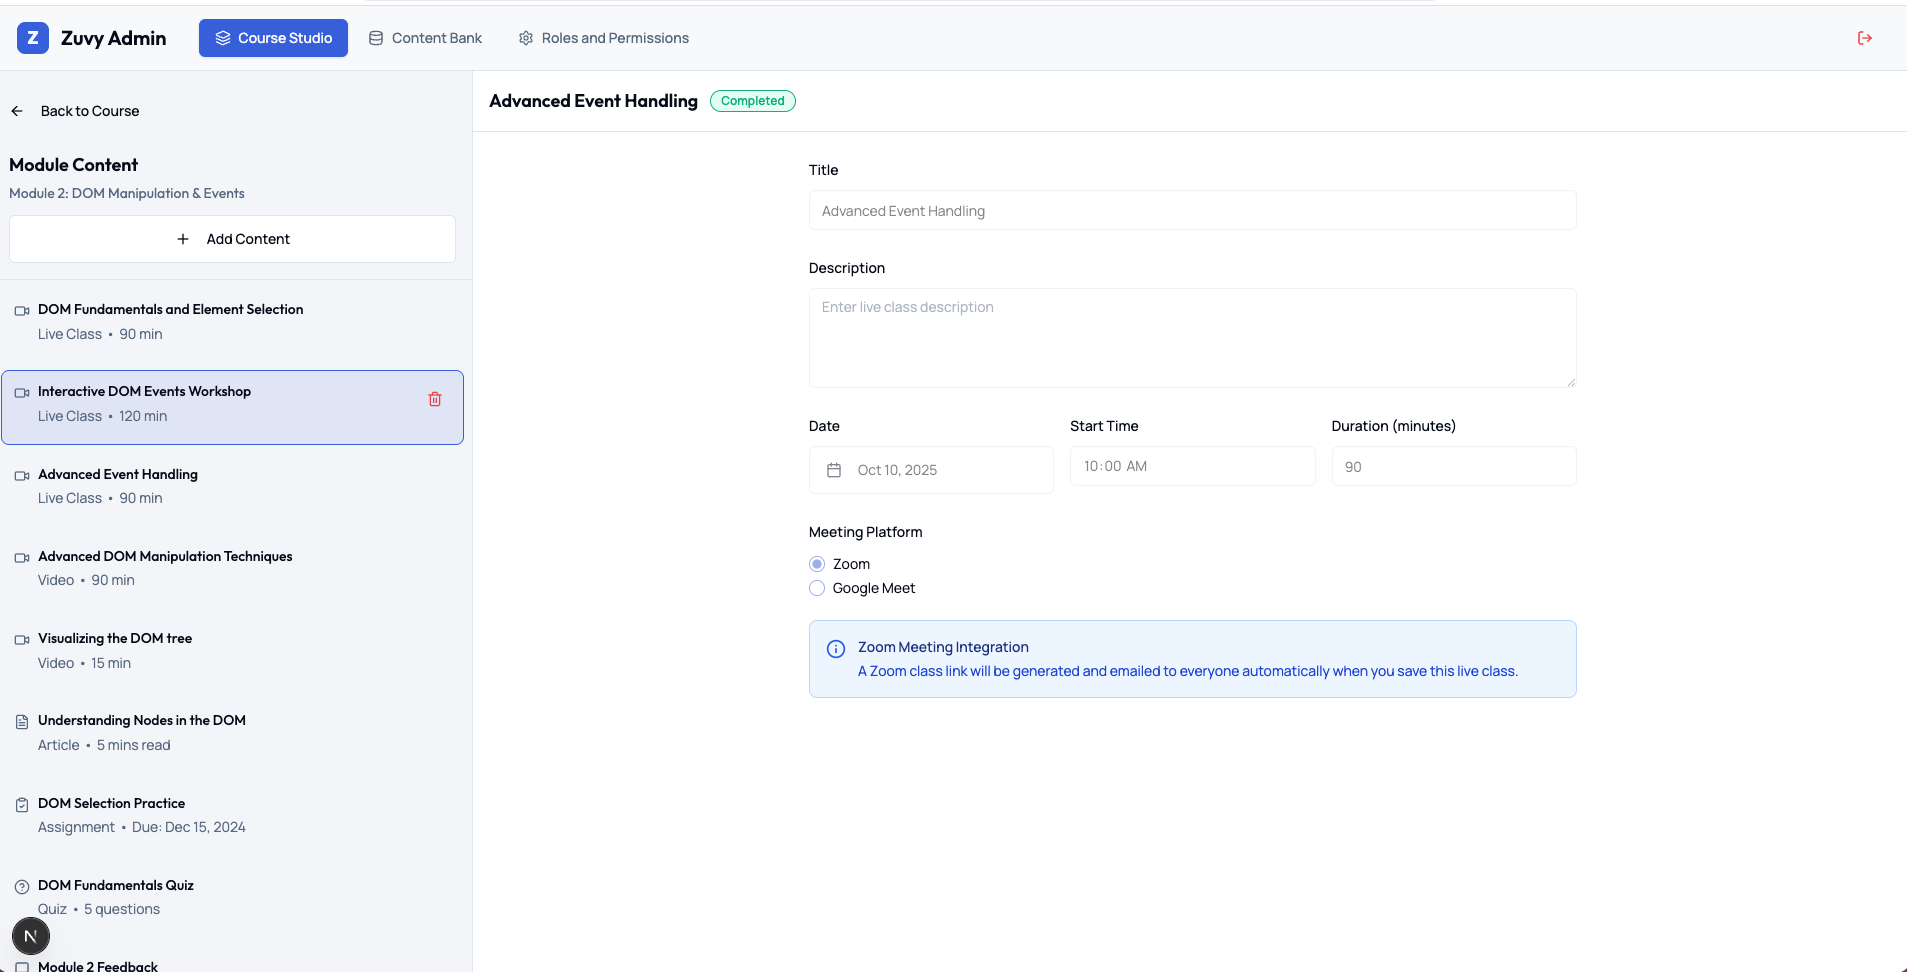 Z Zuvy Admin Course Studio Content Bank Roles and Permissions
Back to Course
Module Content
Module 2: DOM Manipulation & Events
+ Add Content
DOM Fundamentals and Element Selection
Live Class • 90 min
Interactive DOM Events Workshop
Live Class • 120 min
Advanced Event Handling
Live Class • 90 min
Advanced DOM Manipulation Techniques
Video • 90 min
Visualizing the DOM tree
Video • 15 min
Understanding Nodes in the DOM
Article • 5 mins read
DOM Selection Practice
Assignment • Due: Dec 15, 2024
DOM Fundamentals Quiz
Quiz • 5 questions
N
Module 2 Feedback
Advanced Event Handling Completed
Title
Advanced Event Handling
Description
Enter live class description
Date Start Time Duration (minutes)
Oct 10, 2025 10:00 AM 90
Meeting Platform
Zoom
Google Meet
Zoom Meeting Integration
A Zoom class link will be generated and emailed to everyone automatically when you save this live class.